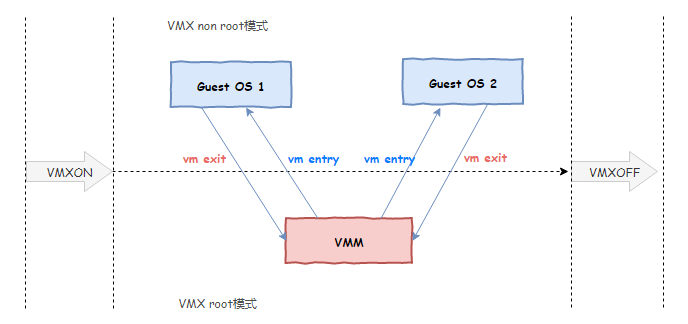 VMX non root模式
Guest OS 1
Guest OS 2
vm exit
vm entry
vm entry
vm exit
VMXON
VMXOFF
VMM
VMX root模式